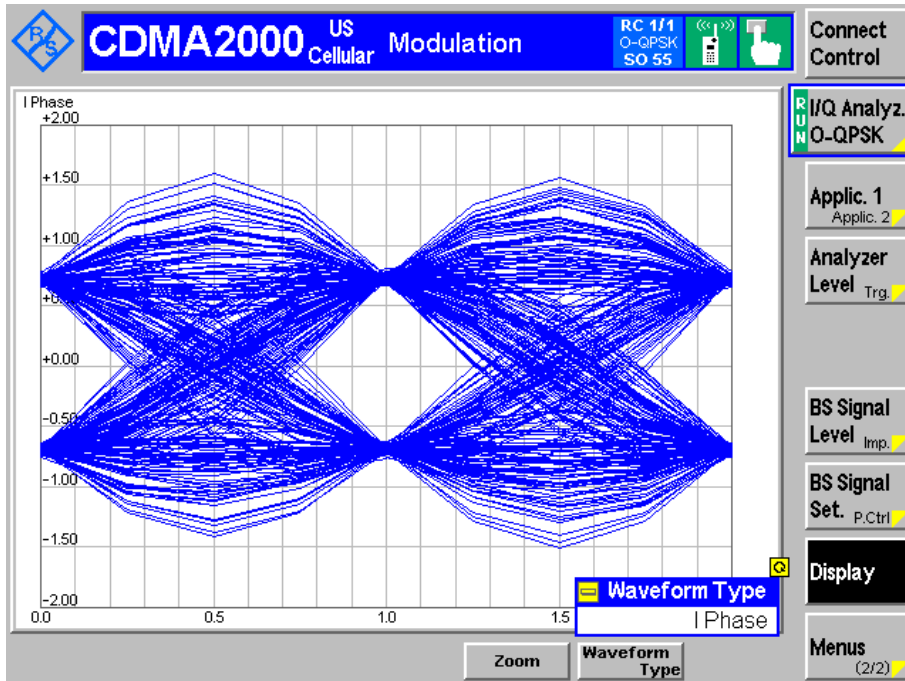 R&S
CDMA2000 US Cellular Modulation
RC 1/1
O-QPSK
SO 55
Connect Control
RUN
I/Q Analyz.
O-QPSK
Applic. 1
Applic. 2
Analyzer
Level Trg.
BS Signal
Level Imp.
BS Signal
Set. P.Ctrl
Display
Menus
(2/2)
I Phase
+2.00
+1.50
+1.00
+0.00
-0.50
-1.00
-1.50
-2.00
0.0 0.5 1.0 1.5
Q
Waveform Type
I Phase
Zoom
Waveform
Type